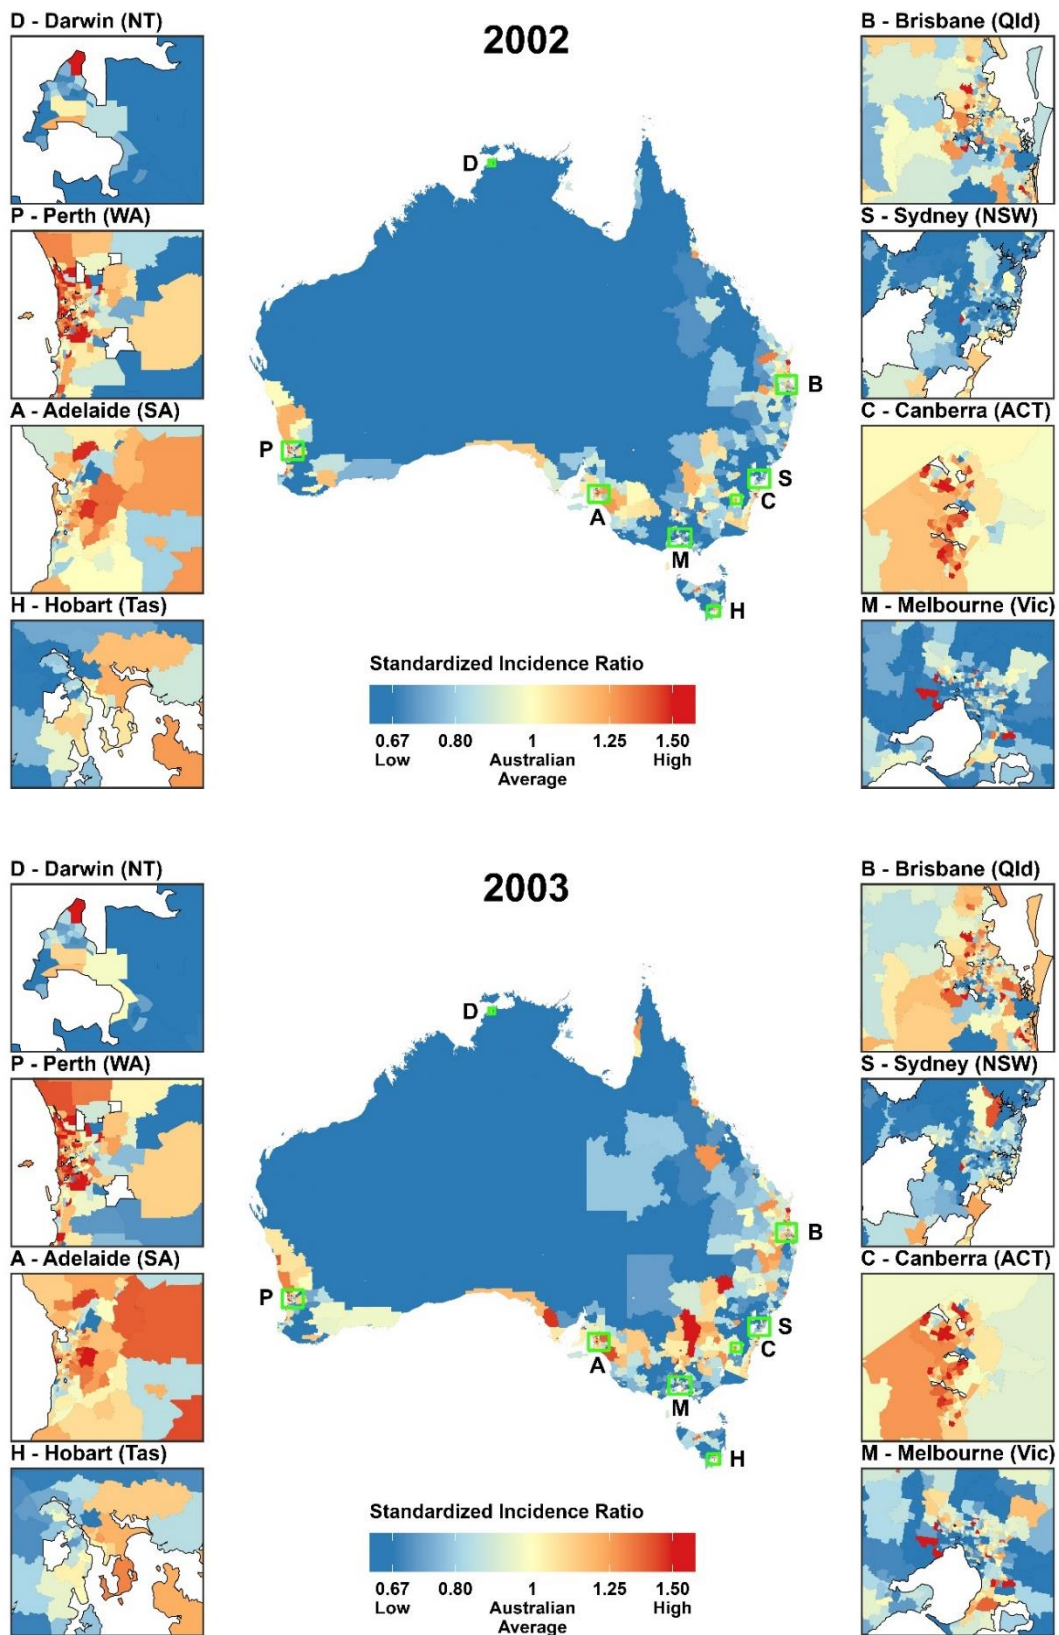 D - Darwin (NT)
2002
B - Brisbane (Qld)
P - Perth (WA)
S - Sydney (NSW)
A - Adelaide (SA)
C - Canberra (ACT)
H - Hobart (Tas)
M - Melbourne (Vic)
D
B
P
S
C
A
M
H
Standardized Incidence Ratio
0.67 0.80 1 1.25 1.50
Low Australian High
Average
D - Darwin (NT)
2003
B - Brisbane (Qld)
P - Perth (WA)
S - Sydney (NSW)
A - Adelaide (SA)
C - Canberra (ACT)
H - Hobart (Tas)
M - Melbourne (Vic)
D
B
P
S
C
A
M
H
Standardized Incidence Ratio
0.67 0.80 1 1.25 1.50
Low Australian High
Average